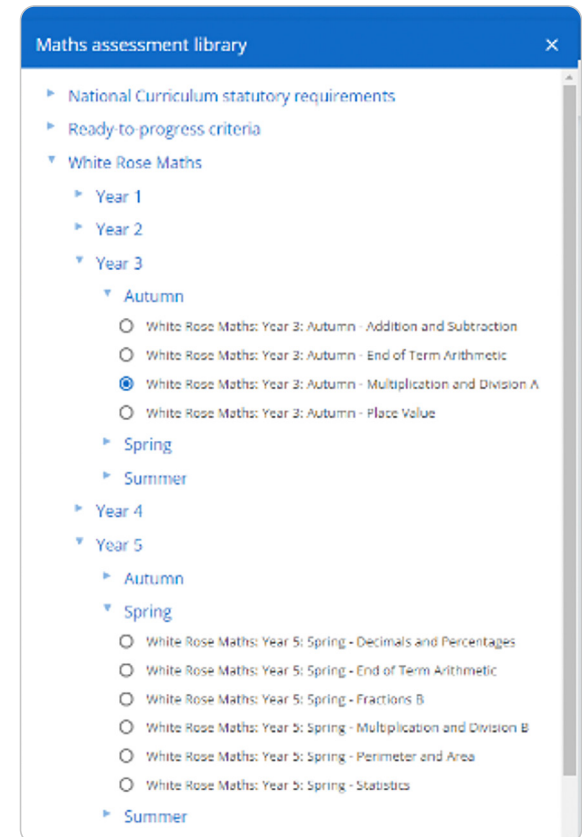 Maths assessment library
National Curriculum statutory requirements
Ready-to-progress criteria
White Rose Maths
Year 1
Year 2
Year 3
Autumn
White Rose Maths: Year 3: Autumn - Addition and Subtraction
White Rose Maths: Year 3: Autumn - End of Term Arithmetic
White Rose Maths: Year 3: Autumn - Multiplication and Division A
White Rose Maths: Year 3: Autumn - Place Value
Spring
Summer
Year 4
Year 5
Autumn
Spring
White Rose Maths: Year 5: Spring - Decimals and Percentages
White Rose Maths: Year 5: Spring - End of Term Arithmetic
White Rose Maths: Year 5: Spring - Fractions B
White Rose Maths: Year 5: Spring - Multiplication and Division B
White Rose Maths: Year 5: Spring - Perimeter and Area
White Rose Maths: Year 5: Spring - Statistics
Summer